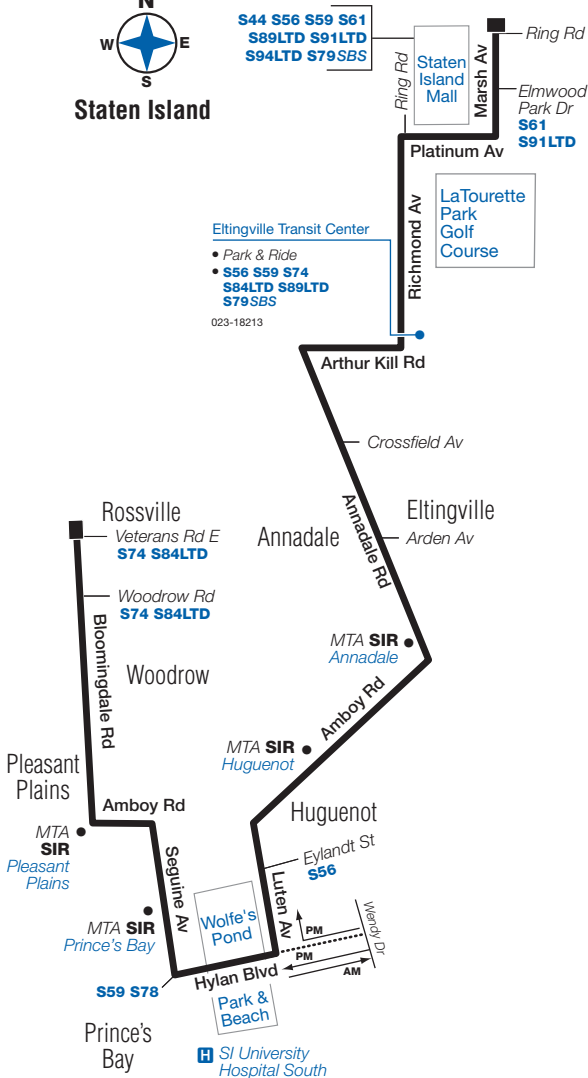 N
W E
S
Staten Island
S44 S56 S59 S61
S89LTD S91LTD
S94LTD S79SBS
Ring Rd
Staten
Island
Mall
Marsh Av
Ring Rd
Elmwood
Park Dr
S61
S91LTD
Platinum Av
LaTourette
Park
Golf
Course
Richmond Av
Eltingville Transit Center
• Park & Ride
• S56 S59 S74
S84LTD S89LTD
S79SBS
023-18213
Arthur Kill Rd
Crossfield Av
Annadale Rd
Eltingville
Annadale
Arden Av
Rossville
Veterans Rd E
S74 S84LTD
Woodrow Rd
S74 S84LTD
Bloomingdale Rd
Woodrow
MTA SIR
Annadale
Amboy Rd
MTA SIR
Huguenot
Pleasant
Plains
Amboy Rd
Huguenot
MTA
SIR
Pleasant
Plains
Seguine Av
Eylandt St
S56
Luten Av
Wolfe's
Pond
MTA SIR
Prince's Bay
Wendy Dr
PM
PM
AM
Hylan Blvd
S59 S78
Park &
Beach
Prince's
Bay
H SI University
Hospital South